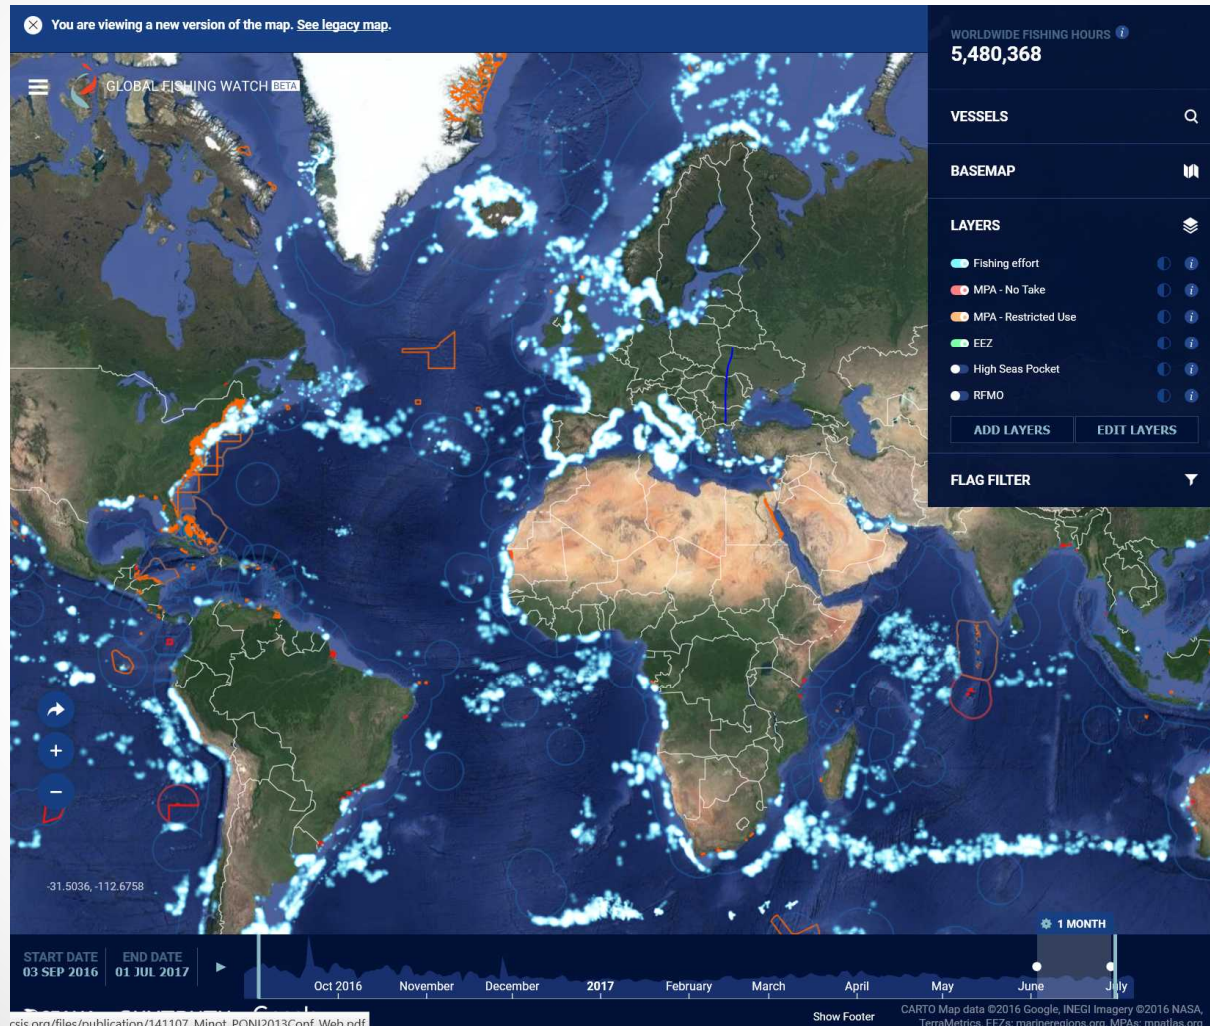 You are viewing a new version of the map. See legacy map.
GLOBAL FISHING WATCH BETA
WORLDWIDE FISHING HOURS i
5,480,368
VESSELS
BASEMAP
LAYERS
Fishing effort i
MPA - No Take i
MPA - Restricted Use i
EEZ i
High Seas Pocket i
RFMO i
ADD LAYERS EDIT LAYERS
FLAG FILTER
+
−
-31.5036, -112.6758
1 MONTH
START DATE END DATE
03 SEP 2016 01 JUL 2017
Oct 2016 November December 2017 February March April May June July
Show Footer
CARTO Map data ©2016 Google, INEGI Imagery ©2016 NASA,
TerraMetrics, EEZs: marineregions.org, MPAs: mpatlas.org
csis.org/files/publication/141107_Minot_PONI2013Conf_Web.pdf